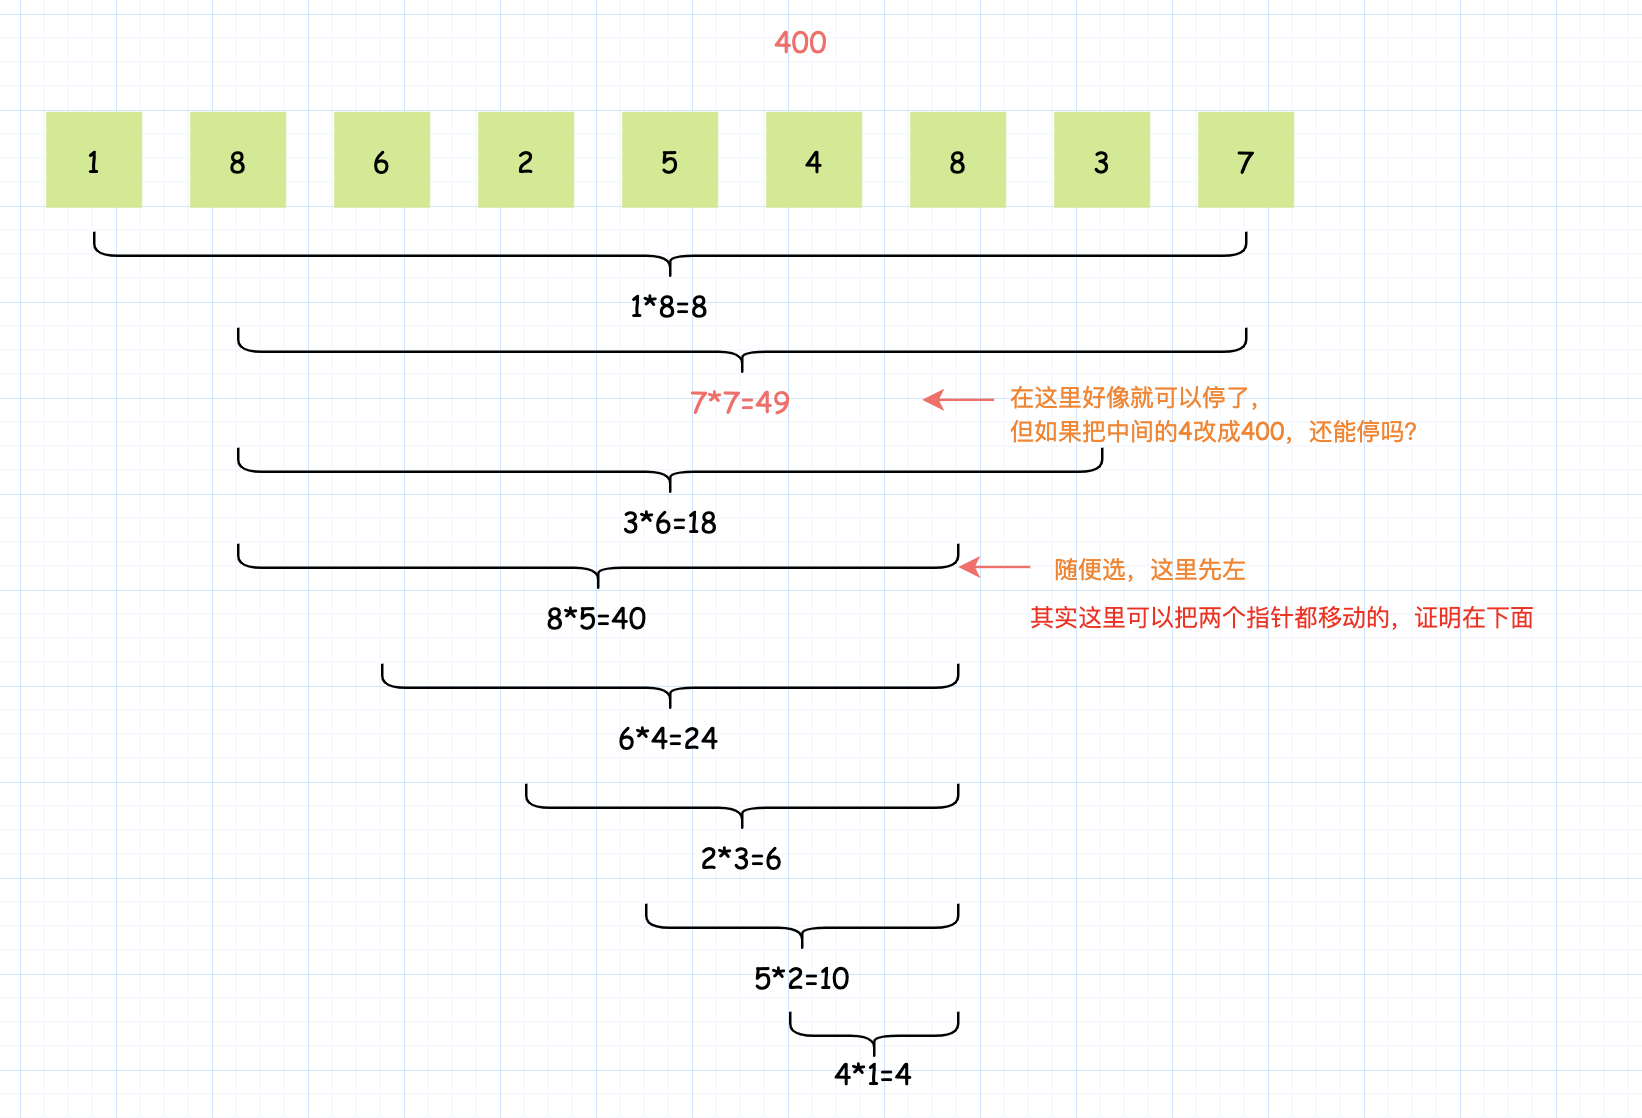 400
1 8 6 2 5 4 8 3 7
1*8=8
7*7=49
在这里好像就可以停了，
但如果把中间的4改成400，还能停吗？
3*6=18
随便选，这里先左
8*5=40
其实这里可以把两个指针都移动的，证明在下面
6*4=24
2*3=6
5*2=10
4*1=4